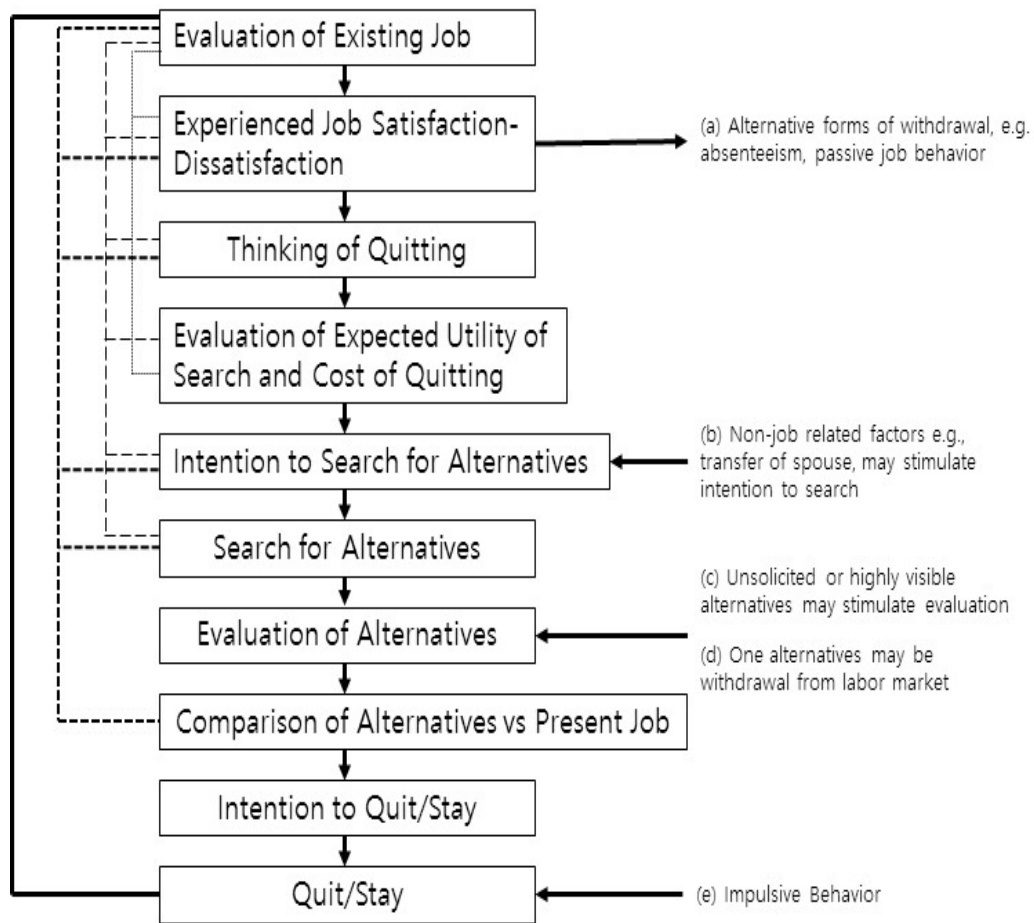 Evaluation of Existing Job
Experienced Job Satisfaction-
Dissatisfaction
(a) Alternative forms of withdrawal, e.g.
absenteeism, passive job behavior
Thinking of Quitting
Evaluation of Expected Utility of
Search and Cost of Quitting
Intention to Search for Alternatives
(b) Non-job related factors e.g.,
transfer of spouse, may stimulate
intention to search
Search for Alternatives
(c) Unsolicited or highly visible
alternatives may stimulate evaluation
Evaluation of Alternatives
(d) One alternatives may be
withdrawal from labor market
Comparison of Alternatives vs Present Job
Intention to Quit/Stay
Quit/Stay
(e) Impulsive Behavior